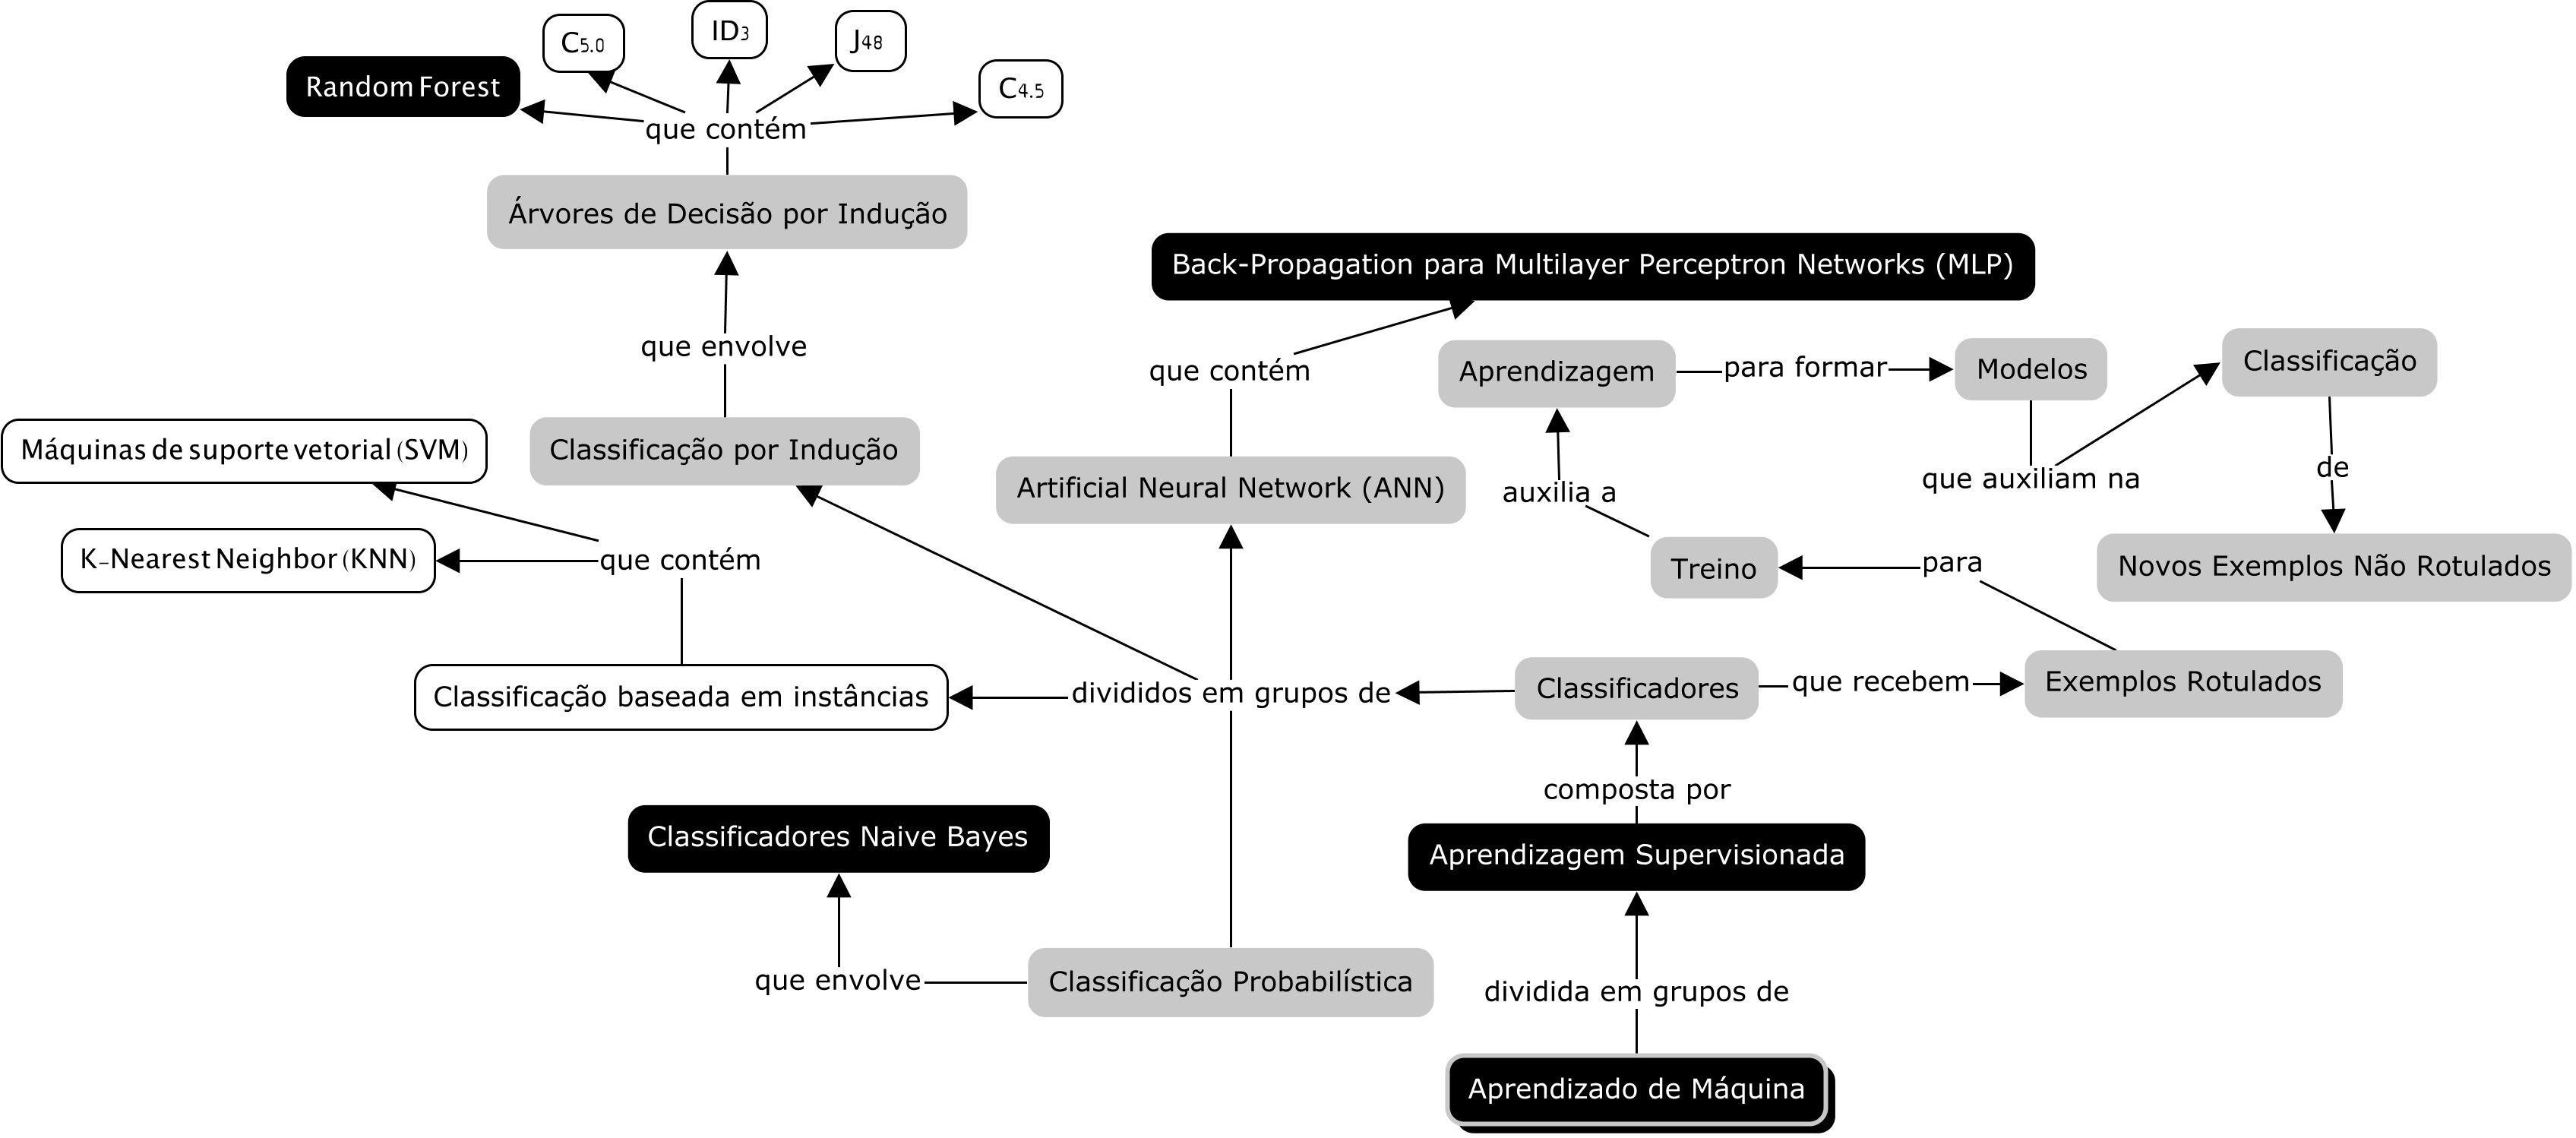 C5.0
ID3
J48
Random Forest
C4.5
que contém
Árvores de Decisão por Indução
Back-Propagation para Multilayer Perceptron Networks (MLP)
que envolve
que contém
Aprendizagem
para formar
Modelos
Classificação
Máquinas de suporte vetorial (SVM)
Classificação por Indução
Artificial Neural Network (ANN)
auxilia a
que auxiliam na
de
K-Nearest Neighbor (KNN)
que contém
Treino
para
Novos Exemplos Não Rotulados
Classificação baseada em instâncias
divididos em grupos de
Classificadores
que recebem
Exemplos Rotulados
composta por
Classificadores Naive Bayes
Aprendizagem Supervisionada
que envolve
Classificação Probabilística
dividida em grupos de
Aprendizado de Máquina